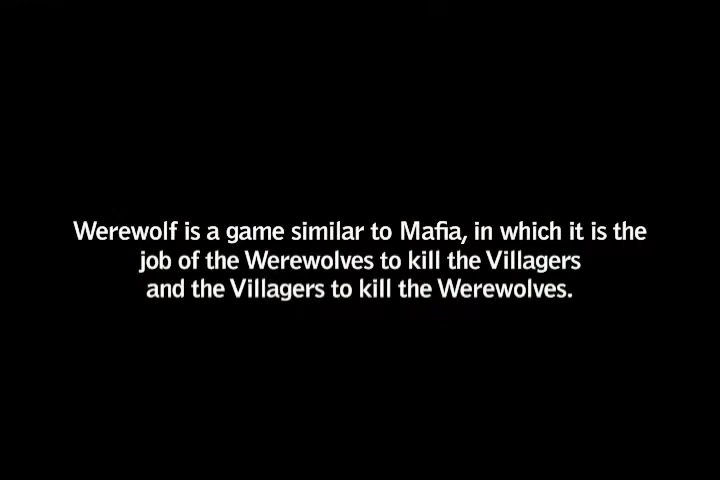 Werewolf is a game similar to Mafia, in which it is the
job of the Werewolves to kill the Villagers
and the Villagers to kill the Werewolves.